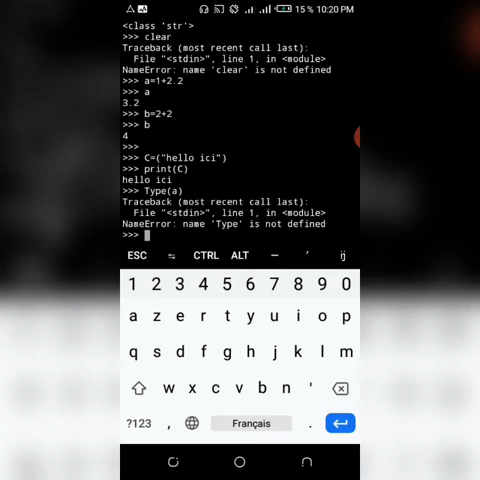 15 % 10:20 PM
<class 'str'>
>>> clear
Traceback (most recent call last):
  File "<stdin>", line 1, in <module>
NameError: name 'clear' is not defined
>>> a=1+2.2
>>> a
3.2
>>> b=2+2
>>> b
4
>>>
>>> C=("hello ici")
>>> print(C)
hello ici
>>> Type(a)
Traceback (most recent call last):
  File "<stdin>", line 1, in <module>
NameError: name 'Type' is not defined
>>>
ESC ⇆ CTRL ALT — ′ ij
1 2 3 4 5 6 7 8 9 0
a z e r t y u i o p
q s d f g h j k l m
w x c v b n '
?123 , Français .